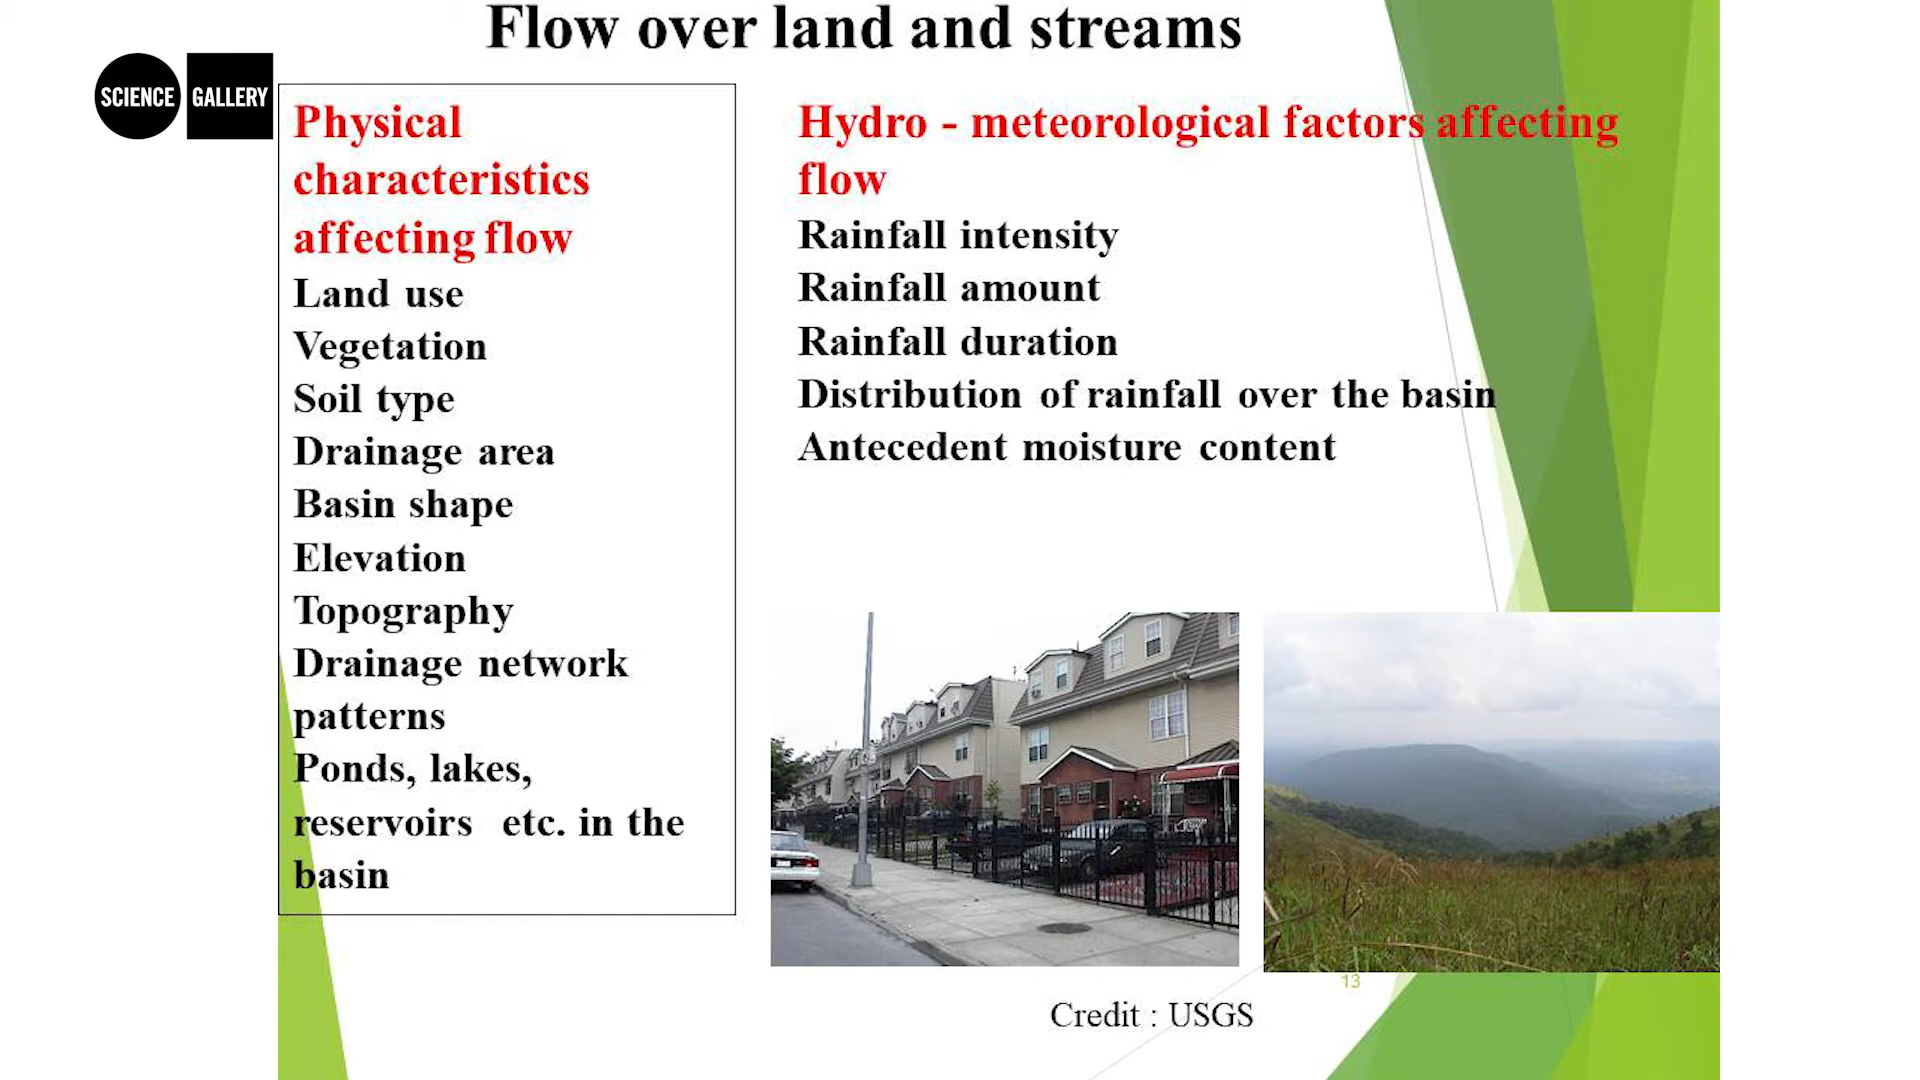 Flow over land and streams
SCIENCE GALLERY
Physical
characteristics
affecting flow
Land use
Vegetation
Soil type
Drainage area
Basin shape
Elevation
Topography
Drainage network
patterns
Ponds, lakes,
reservoirs etc. in the
basin
Hydro - meteorological factors affecting
flow
Rainfall intensity
Rainfall amount
Rainfall duration
Distribution of rainfall over the basin
Antecedent moisture content
13
Credit : USGS